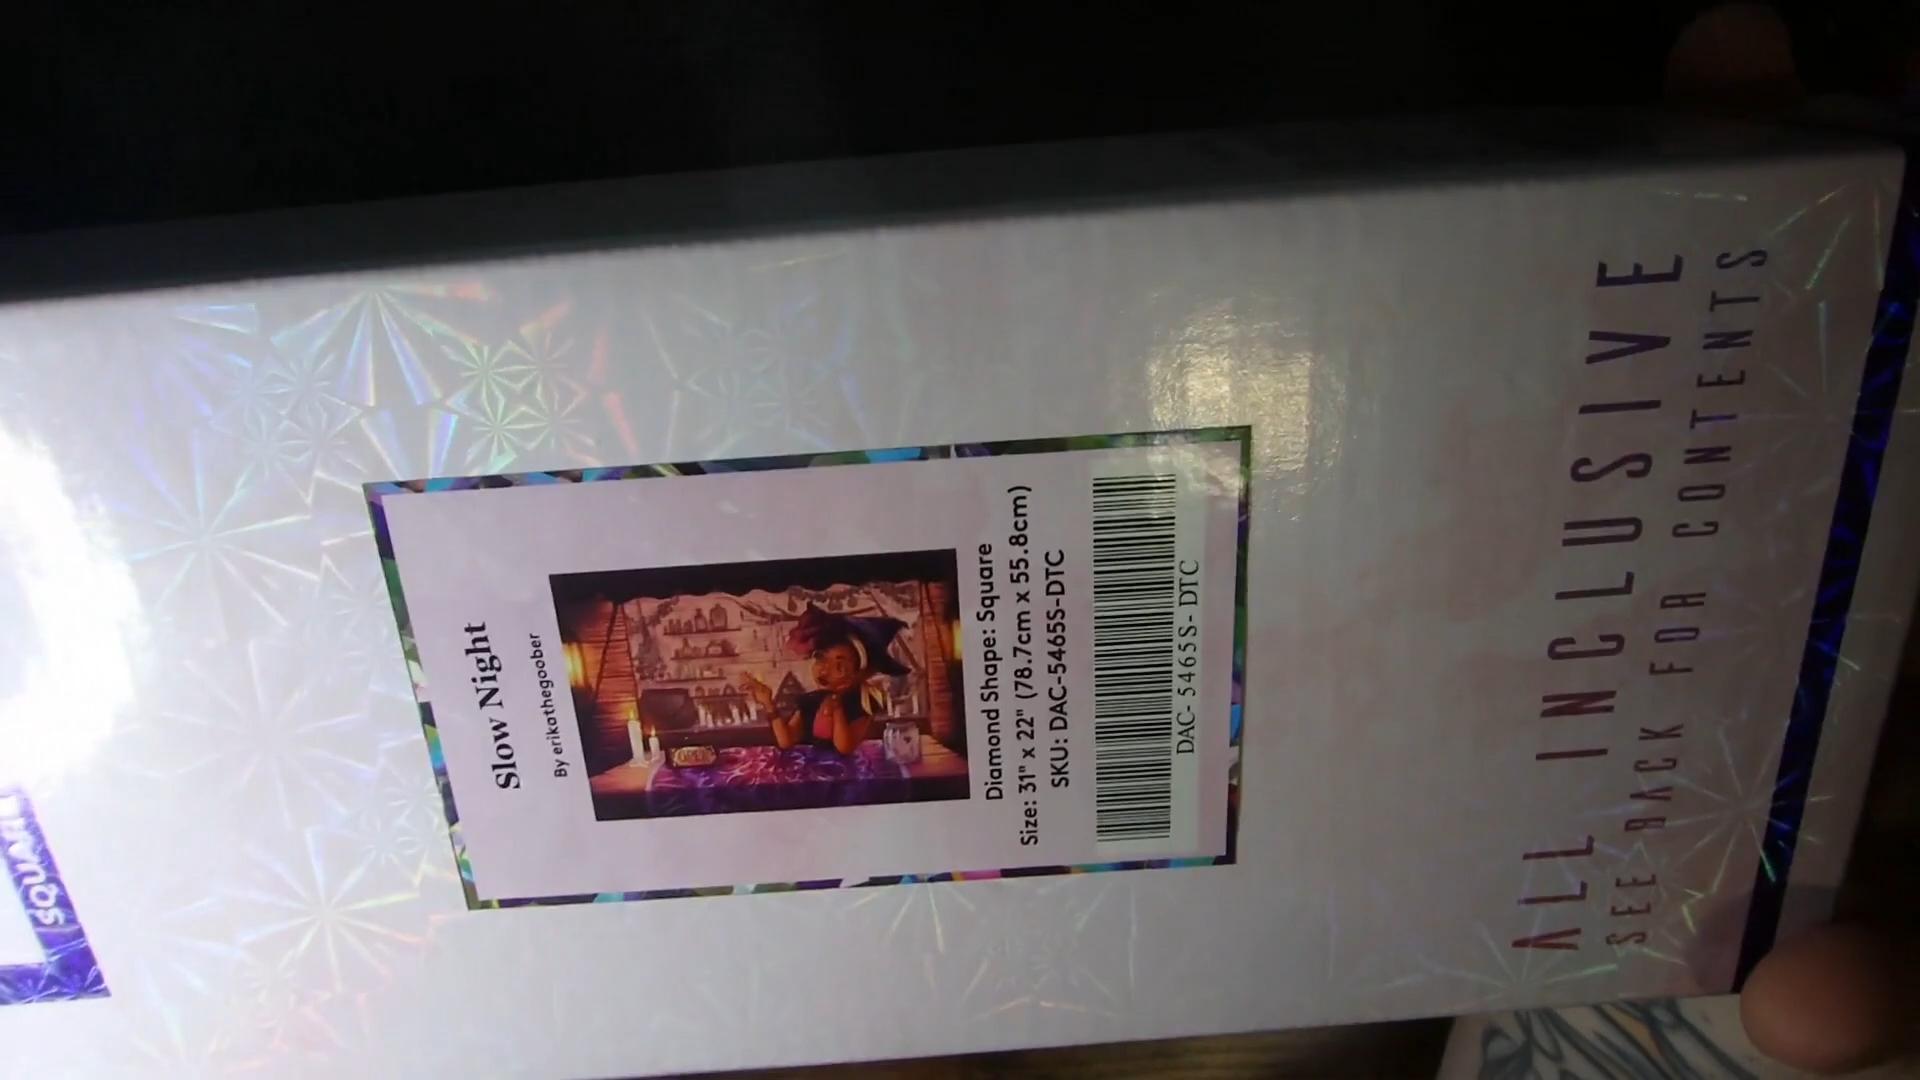 SQUARE
Slow Night
By erikathegoober
OPEN
Diamond Shape: Square
Size: 31" x 22" (78.7cm x 55.8cm)
SKU: DAC-5465S-DTC
DAC- 5465S- DTC
ALL INCLUSIVE
SEE BACK FOR CONTENTS